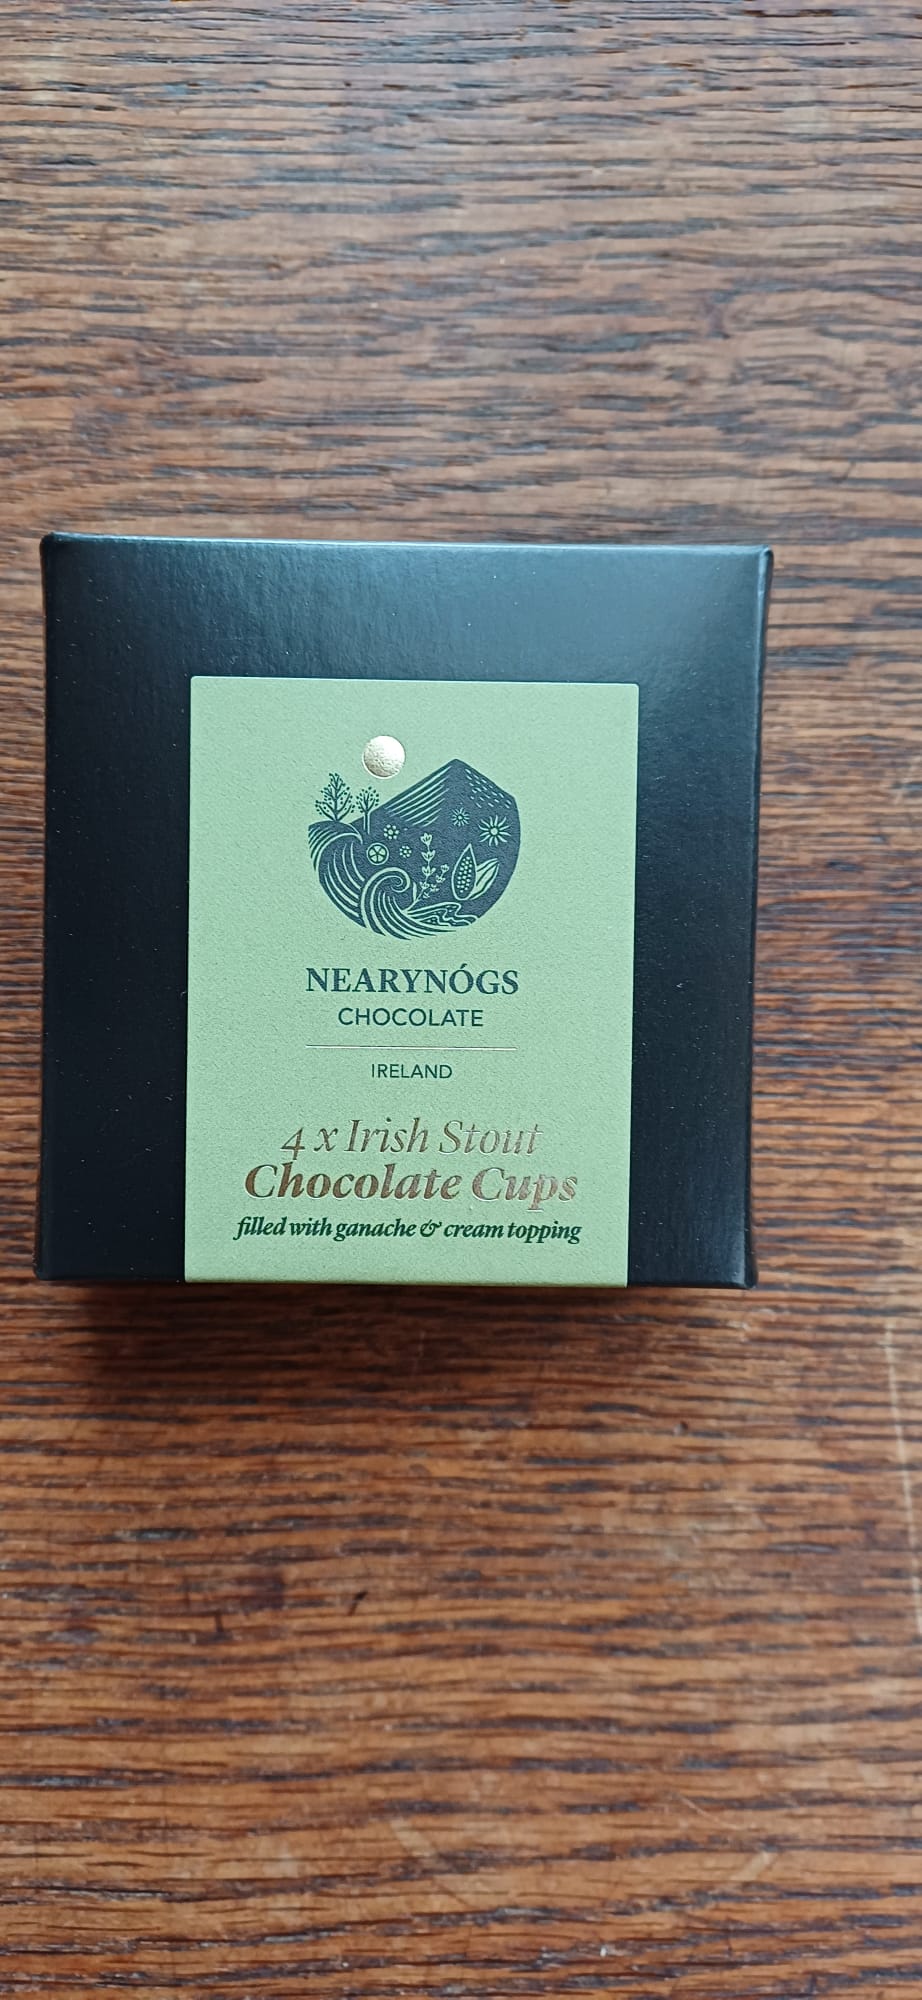 NEARYNÓGS
CHOCOLATE
IRELAND
4 x Irish Stout
Chocolate Cups
filled with ganache & cream topping